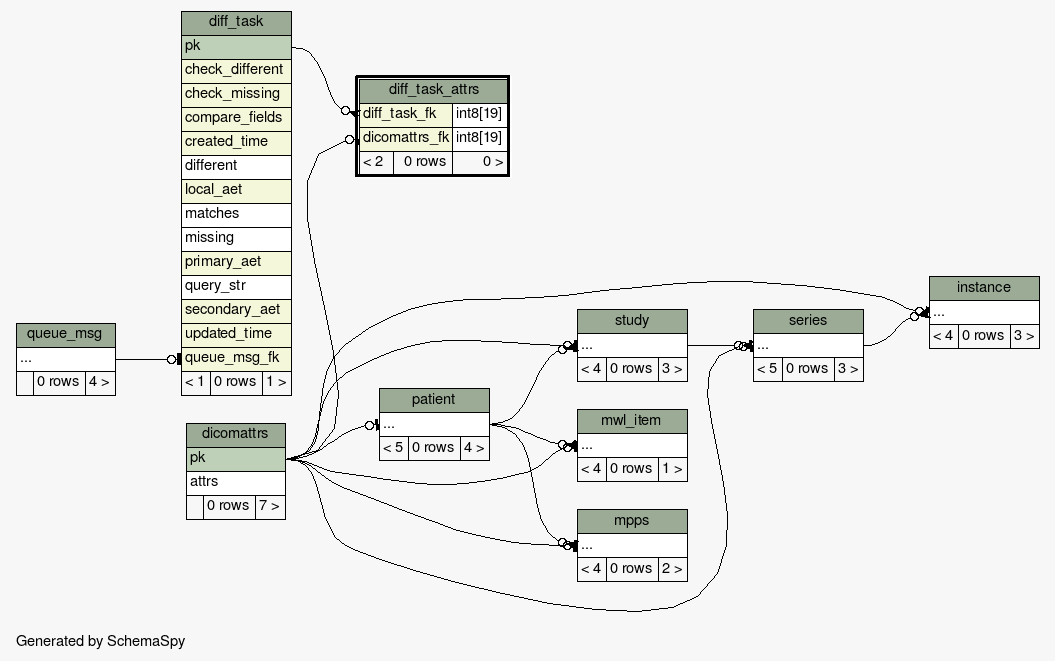 diff_task
pk
check_different
check_missing
compare_fields
created_time
different
local_aet
matches
missing
primary_aet
query_str
secondary_aet
updated_time
queue_msg_fk
< 1 0 rows 1 >
diff_task_attrs
diff_task_fk int8[19]
dicomattrs_fk int8[19]
< 2 0 rows 0 >
queue_msg
...
0 rows 4 >
dicomattrs
pk
attrs
0 rows 7 >
patient
...
< 5 0 rows 4 >
study
...
< 4 0 rows 3 >
mwl_item
...
< 4 0 rows 1 >
mpps
...
< 4 0 rows 2 >
series
...
< 5 0 rows 3 >
instance
...
< 4 0 rows 3 >
Generated by SchemaSpy